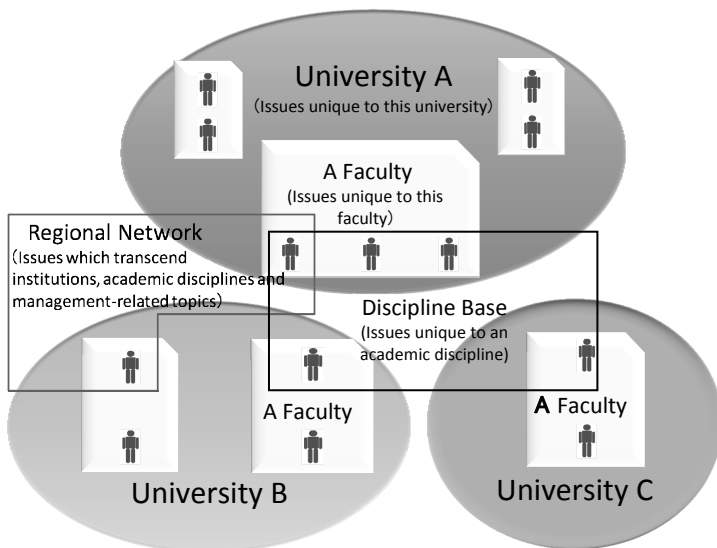 University A
(Issues unique to this university)
A Faculty
(Issues unique to this
faculty)
Regional Network
(Issues which transcend
institutions, academic disciplines and
management-related topics)
Discipline Base
(Issues unique to an
academic discipline)
A Faculty
A Faculty
University B
University C